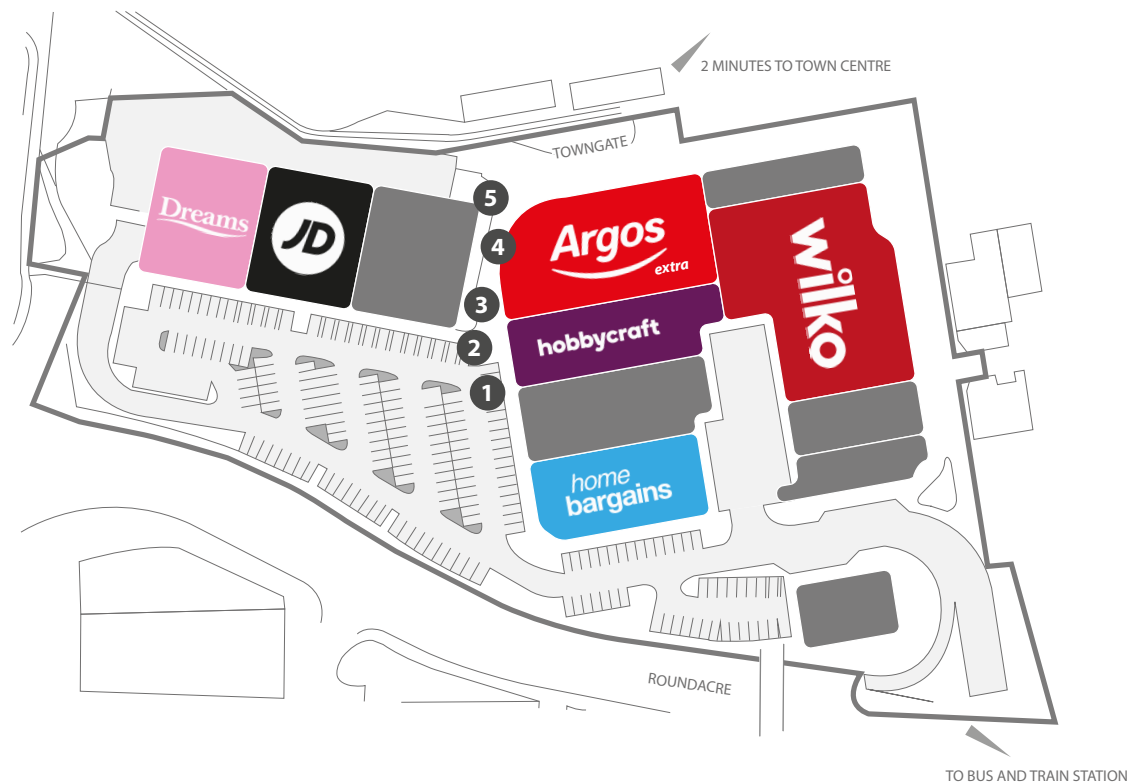 2 MINUTES TO TOWN CENTRE
TOWNGATE
Dreams
JD
5
4
3
2
1
Argos
extra
wilko
hobbycraft
home
bargains
ROUNDACRE
TO BUS AND TRAIN STATION